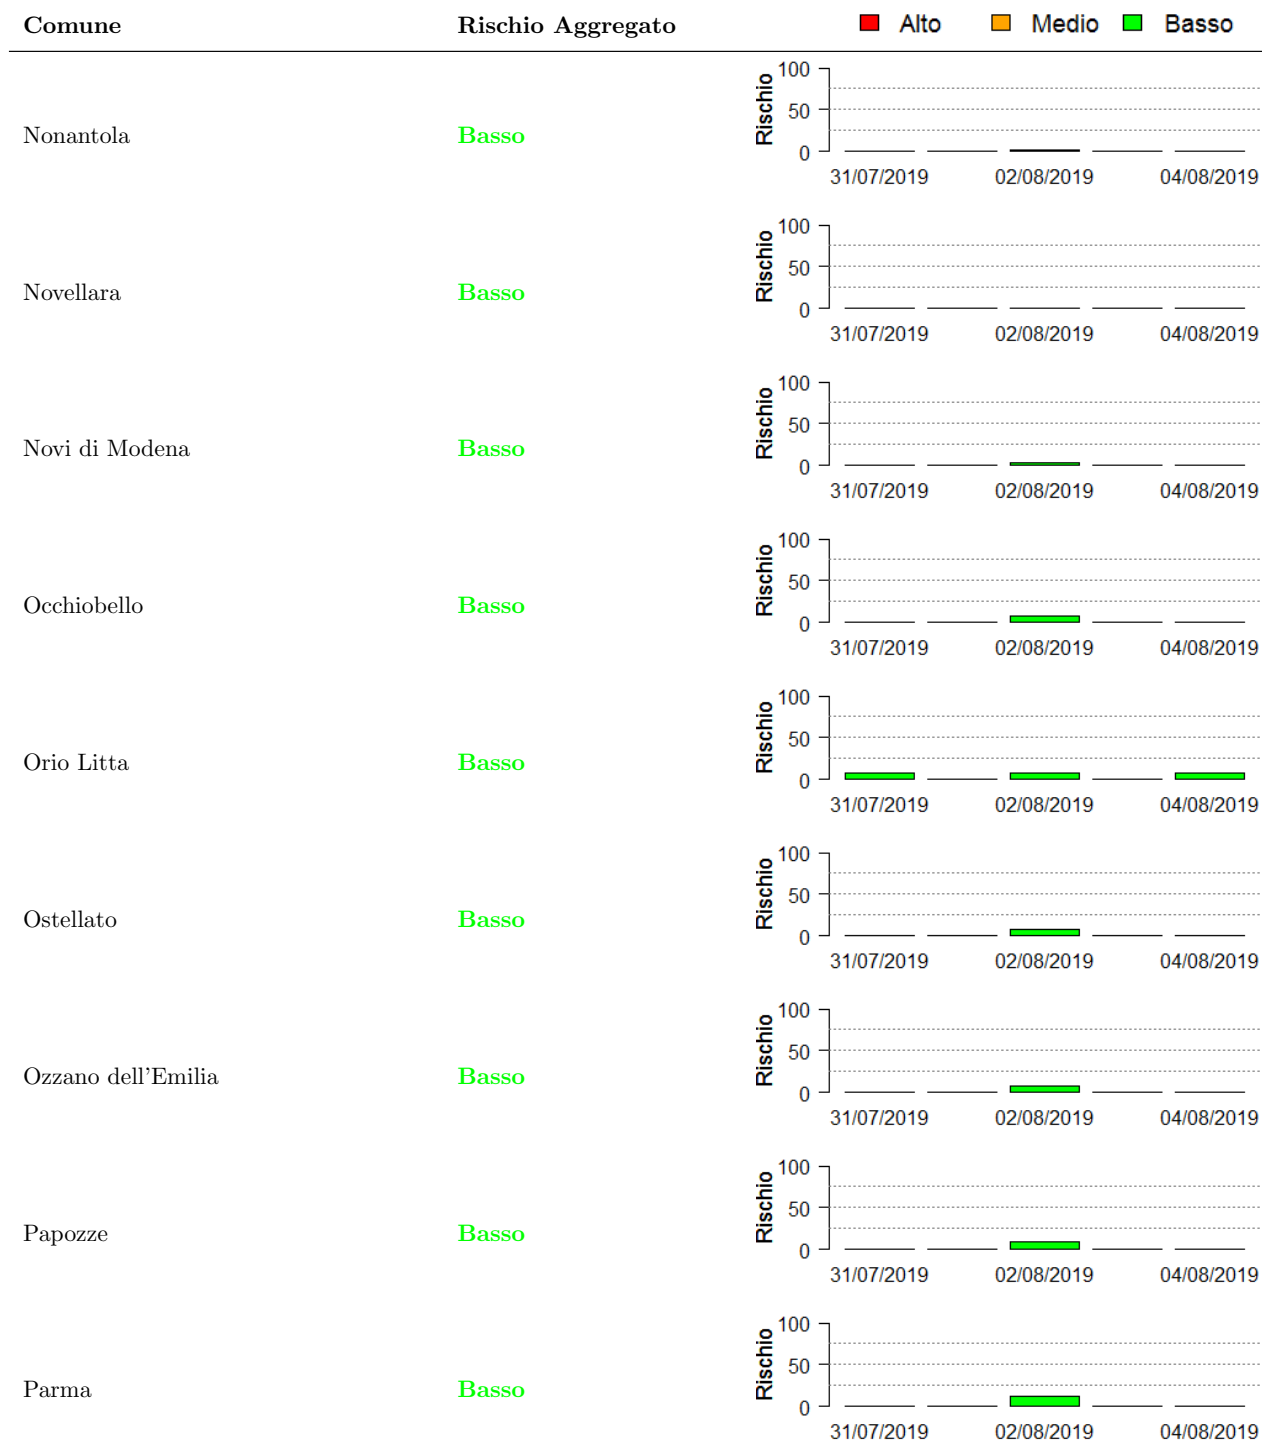 Comune Rischio Aggregato Alto Medio Basso
Nonantola Basso Rischio 100 50 0
31/07/2019 02/08/2019 04/08/2019
Novellara Basso Rischio 100 50 0
31/07/2019 02/08/2019 04/08/2019
Novi di Modena Basso Rischio 100 50 0
31/07/2019 02/08/2019 04/08/2019
Occhiobello Basso Rischio 100 50 0
31/07/2019 02/08/2019 04/08/2019
Orio Litta Basso Rischio 100 50 0
31/07/2019 02/08/2019 04/08/2019
Ostellato Basso Rischio 100 50 0
31/07/2019 02/08/2019 04/08/2019
Ozzano dell'Emilia Basso Rischio 100 50 0
31/07/2019 02/08/2019 04/08/2019
Papozze Basso Rischio 100 50 0
31/07/2019 02/08/2019 04/08/2019
Parma Basso Rischio 100 50 0
31/07/2019 02/08/2019 04/08/2019